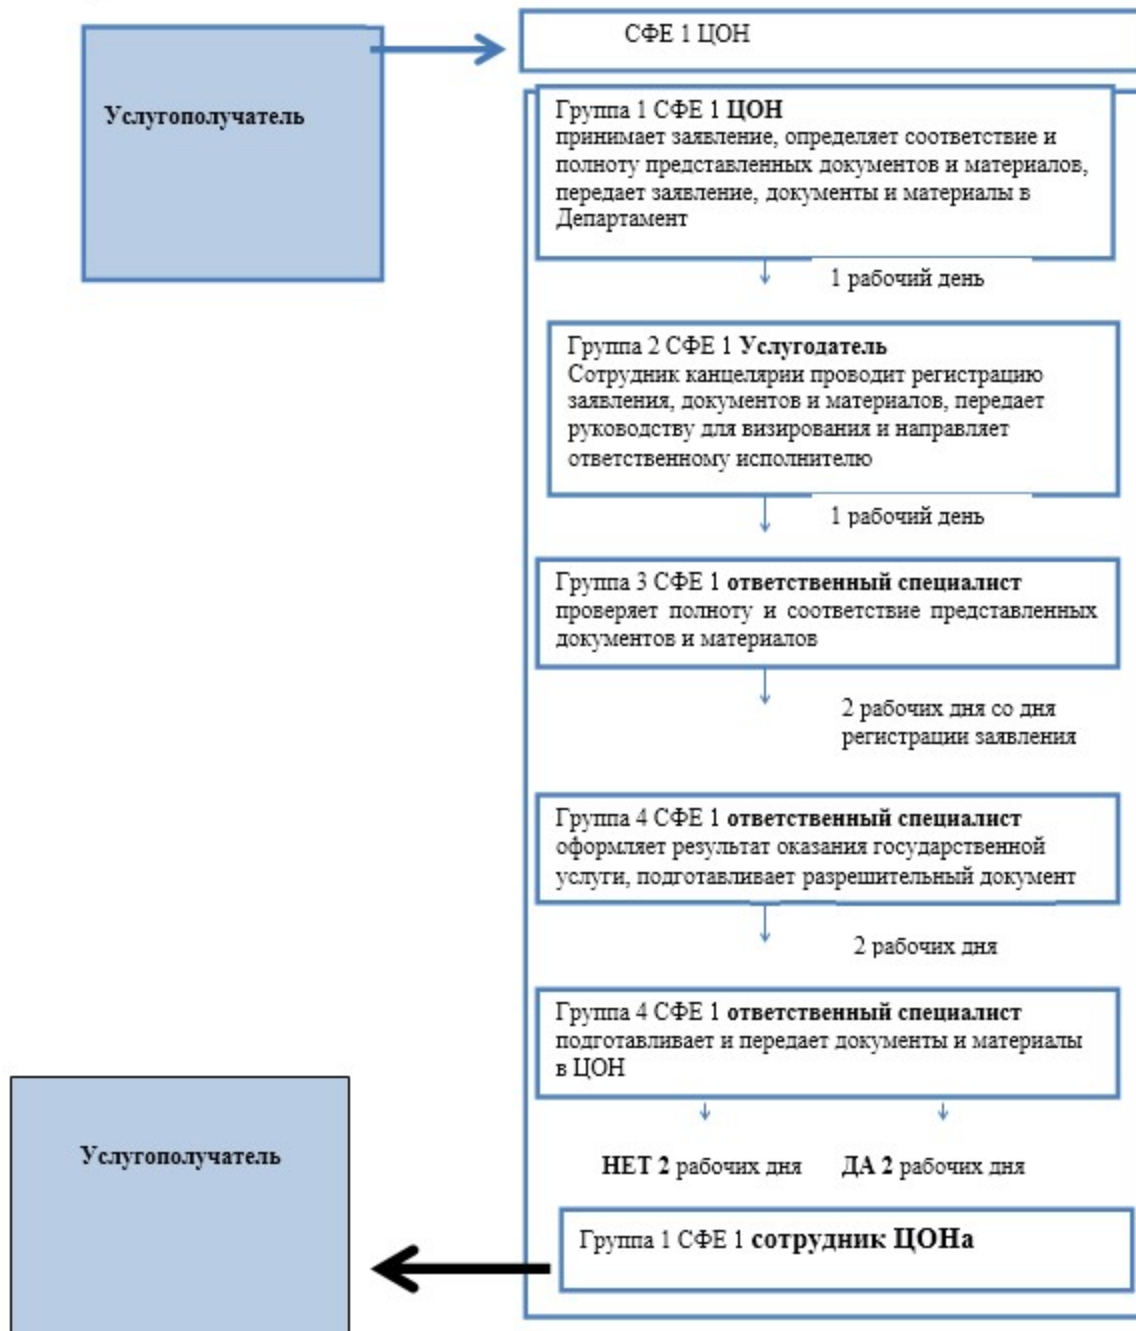 СФЕ 1 ЦОН
Услугополучатель
Группа 1 СФЕ 1 ЦОН
принимает заявление, определяет соответствие и
полноту представленных документов и материалов,
передает заявление, документы и материалы в
Департамент
1 рабочий день
Группа 2 СФЕ 1 Услугодатель
Сотрудник канцелярии проводит регистрацию
заявления, документов и материалов, передает
руководству для визирования и направляет
ответственному исполнителю
1 рабочий день
Группа 3 СФЕ 1 ответственный специалист
проверяет полноту и соответствие представленных
документов и материалов
2 рабочих дня со дня
регистрации заявления
Группа 4 СФЕ 1 ответственный специалист
оформляет результат оказания государственной
услуги, подготавливает разрешительный документ
2 рабочих дня
Группа 4 СФЕ 1 ответственный специалист
подготавливает и передает документы и материалы
в ЦОН
НЕТ 2 рабочих дня ДА 2 рабочих дня
Услугополучатель
Группа 1 СФЕ 1 сотрудник ЦОНа